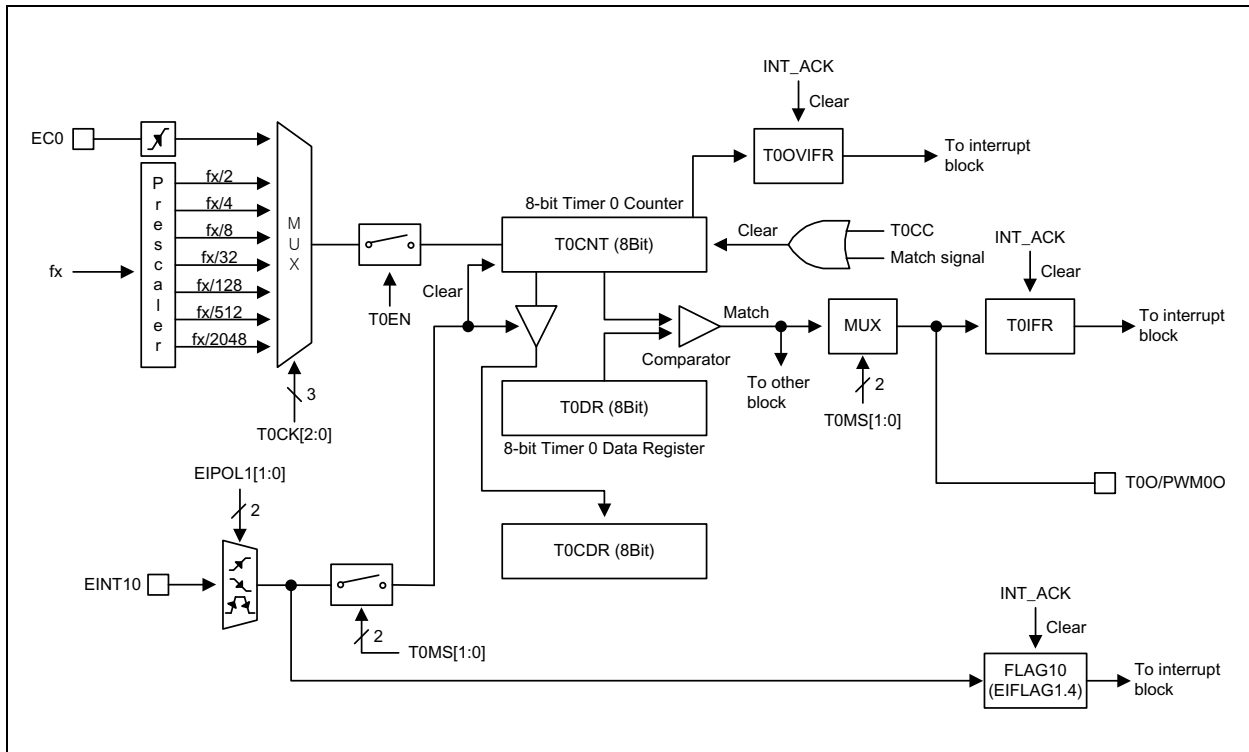 INT_ACK
Clear
EC0
T0OVIFR
To interrupt
block
P
r
e
s
c
a
l
e
r
fx/2
fx/4
fx/8
fx/32
fx/128
fx/512
fx/2048
fx
M
U
X
3
T0CK[2:0]
T0EN
8-bit Timer 0 Counter
T0CNT (8Bit)
Clear
Clear
T0CC
Match signal
INT_ACK
Clear
Match
Comparator
To other
block
MUX
2
T0MS[1:0]
T0IFR
To interrupt
block
T0DR (8Bit)
8-bit Timer 0 Data Register
T0O/PWM0O
T0CDR (8Bit)
EIPOL1[1:0]
2
EINT10
2
T0MS[1:0]
INT_ACK
Clear
FLAG10
(EIFLAG1.4)
To interrupt
block